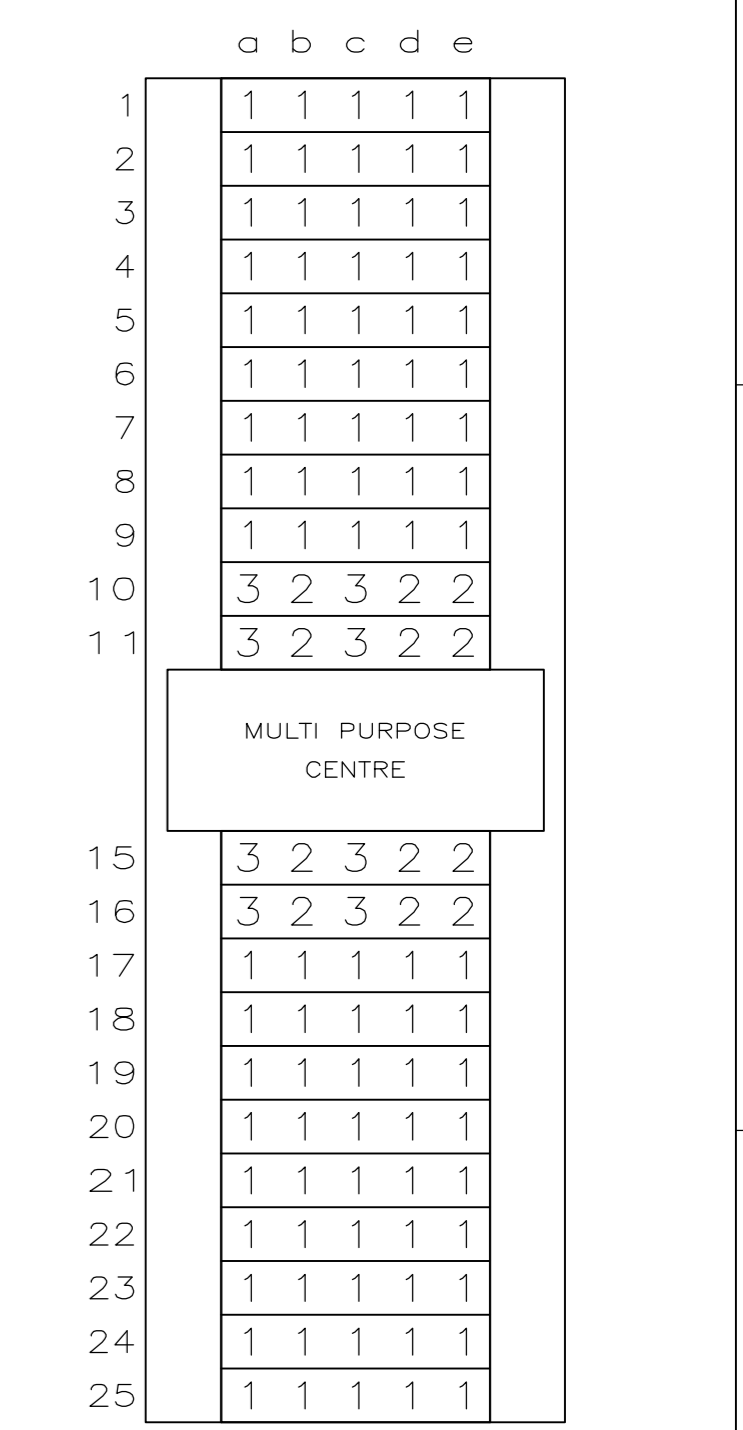 a b c d e
1 1 1 1 1 1
2 1 1 1 1 1
3 1 1 1 1 1
4 1 1 1 1 1
5 1 1 1 1 1
6 1 1 1 1 1
7 1 1 1 1 1
8 1 1 1 1 1
9 1 1 1 1 1
10 3 2 3 2 2
11 3 2 3 2 2
MULTI PURPOSE
CENTRE
15 3 2 3 2 2
16 3 2 3 2 2
17 1 1 1 1 1
18 1 1 1 1 1
19 1 1 1 1 1
20 1 1 1 1 1
21 1 1 1 1 1
22 1 1 1 1 1
23 1 1 1 1 1
24 1 1 1 1 1
25 1 1 1 1 1